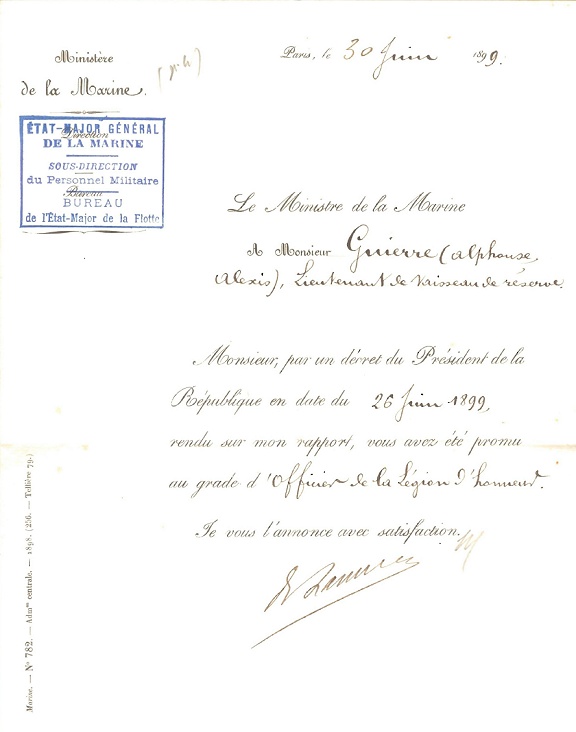 Ministère
de la Marine.
Paris, le 30 Juin 1899.
ÉTAT-MAJOR GÉNÉRAL
Direction
DE LA MARINE
SOUS-DIRECTION
du Personnel Militaire
Bureau
BUREAU
de l'État-Major de la Flotte
Le Ministre de la Marine
A Monsieur Guierre (Alphonse,
Alexis), Lieutenant de Vaisseau de réserve.
Monsieur, par un décret du Président de la
République en date du 26 Juin 1899,
rendu sur mon rapport, vous avez été promu
au grade d'Officier de la Légion d'honneur.
Je vous l'annonce avec satisfaction.
Marine. — N° 782. — Admon centrale. — 1898. (256. — Tellière 79.)